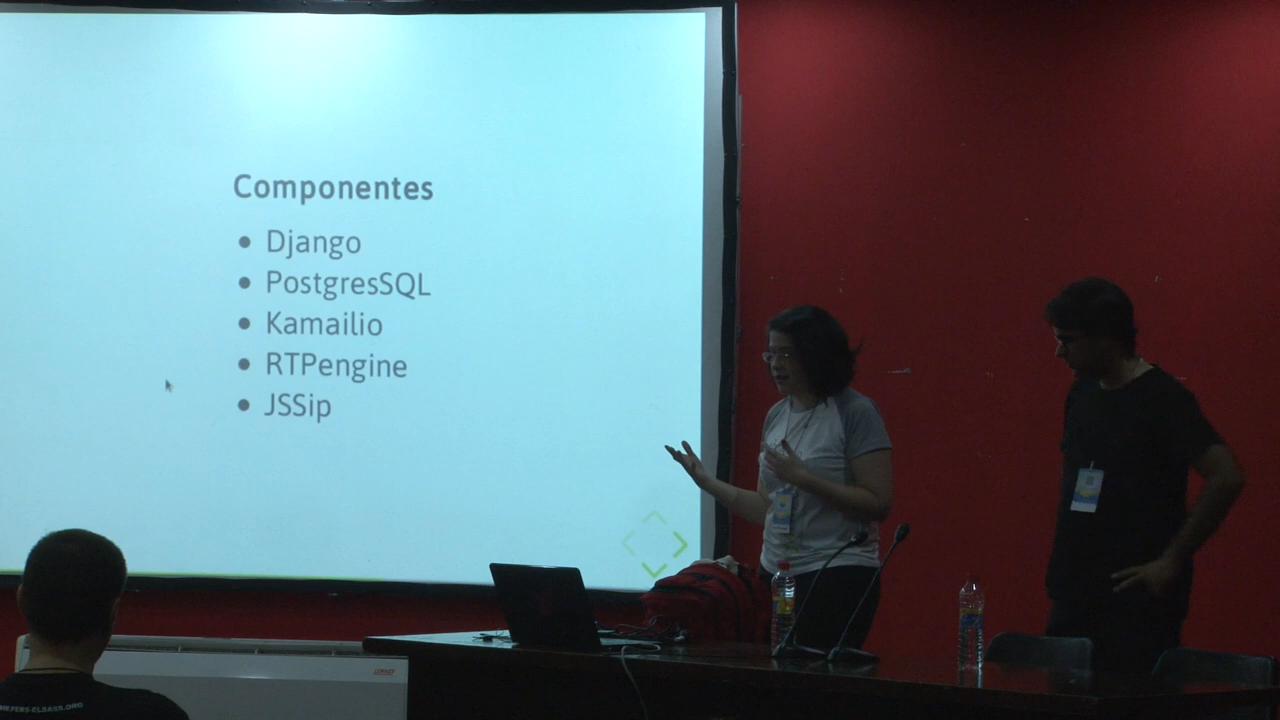 Componentes
Django
PostgresSQL
Kamailio
RTPengine
JSSip